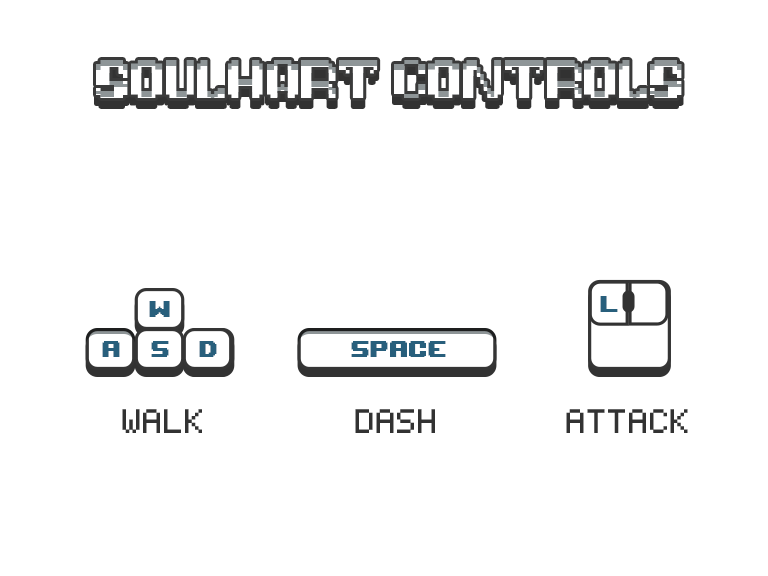 SOULHART CONTROLS
W
A S D
SPACE
L
WALK
DASH
ATTACK